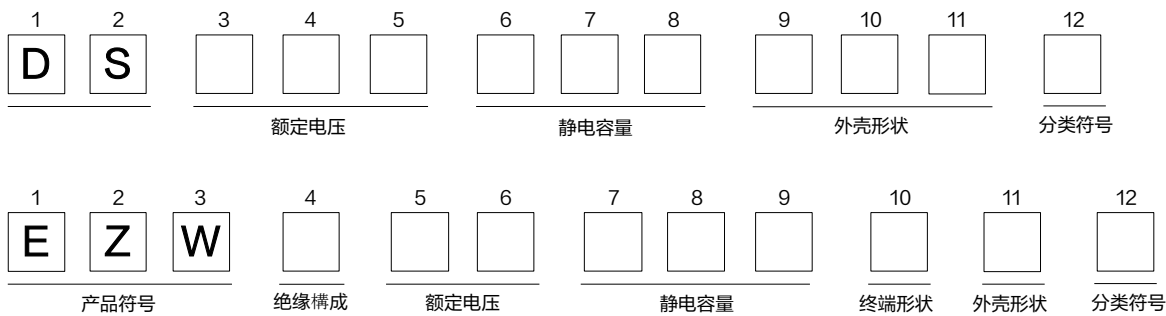 1 2 3 4 5 6 7 8 9 10 11 12
D S
额定电压 静电容量 外壳形状 分类符号
1 2 3 4 5 6 7 8 9 10 11 12
E Z W
产品符号 绝缘構成 额定电压 静电容量 终端形状 外壳形状 分类符号